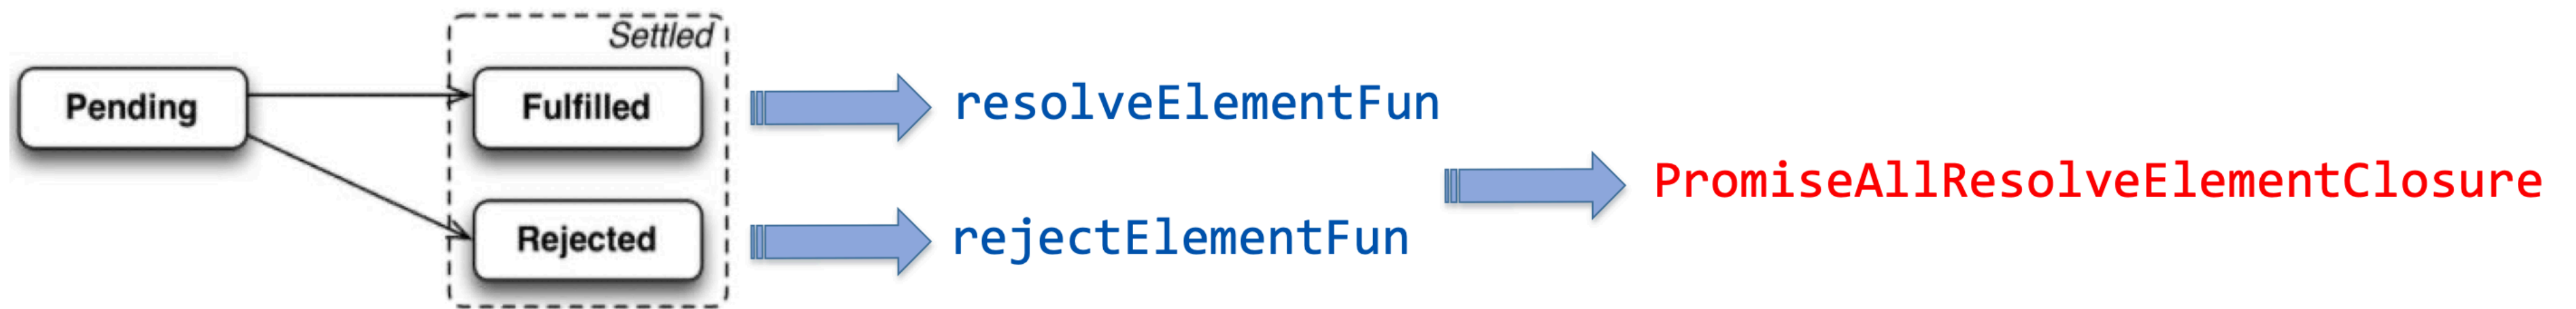 Settled
Pending
Fulfilled
resolveElementFun
PromiseAllResolveElementClosure
Rejected
rejectElementFun